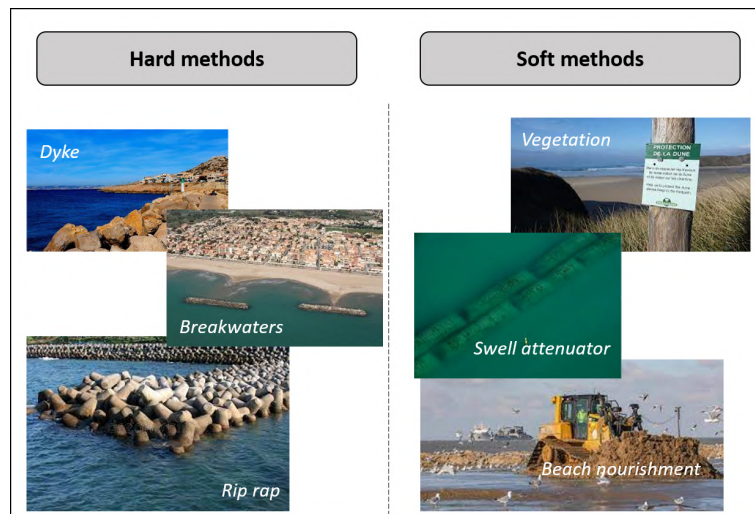 Hard methods
Soft methods
Dyke
Breakwaters
Rip rap
Vegetation
PROTECTION
DE LA DUNE
Swell attenuator
Beach nourishment